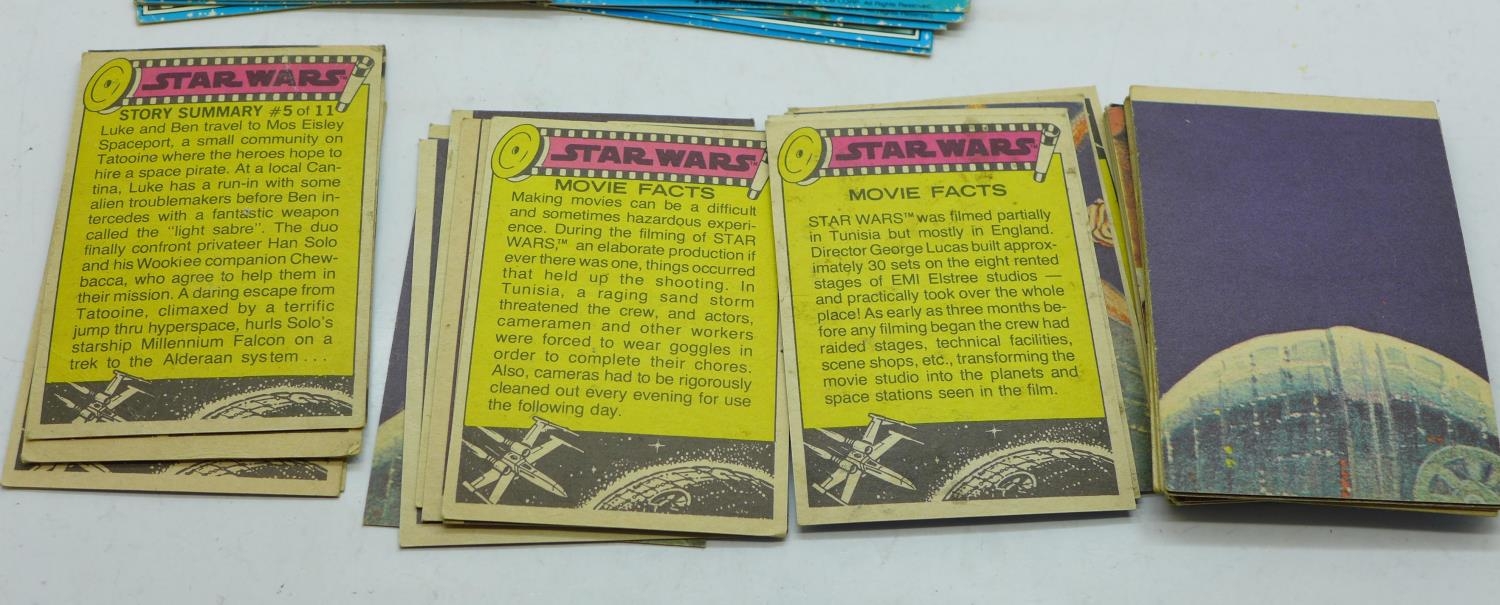 CORP. All Rights Reserved.
STAR WARS™
STORY SUMMARY #5 of 11
Luke and Ben travel to Mos Eisley
Spaceport, a small community on
Tatooine where the heroes hope to
hire a space pirate. At a local Can-
tina, Luke has a run-in with some
alien troublemakers before Ben in-
tercedes with a fantastic weapon
called the "light sabre". The duo
finally confront privateer Han Solo
and his Wookiee companion Chew-
bacca, who agree to help them in
their mission. A daring escape from
Tatooine, climaxed by a terrific
jump thru hyperspace, hurls Solo's
starship Millennium Falcon on a
trek to the Alderaan system . . .
STAR WARS™
MOVIE FACTS
Making movies can be a difficult
and sometimes hazardous experi-
ence. During the filming of STAR
WARS,™ an elaborate production if
ever there was one, things occurred
that held up the shooting. In
Tunisia, a raging sand storm
threatened the crew, and actors,
cameramen and other workers
were forced to wear goggles in
order to complete their chores.
Also, cameras had to be rigorously
cleaned out every evening for use
the following day.
STAR WARS™
MOVIE FACTS
STAR WARS™ was filmed partially
in Tunisia but mostly in England.
Director George Lucas built approx-
imately 30 sets on the eight rented
stages of EMI Elstree studios —
and practically took over the whole
place! As early as three months be-
fore any filming began the crew had
raided stages, technical facilities,
scene shops, etc., transforming the
movie studio into the planets and
space stations seen in the film.